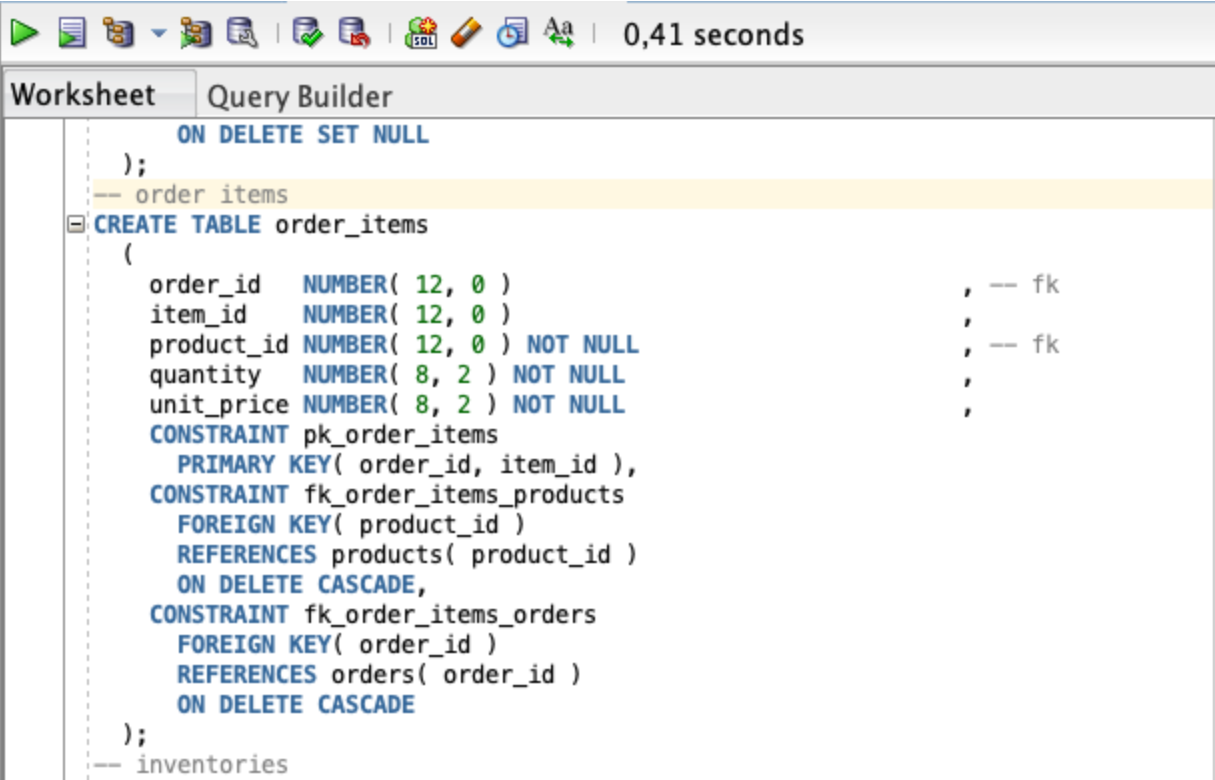 SQL Aa 0,41 seconds
Worksheet Query Builder
ON DELETE SET NULL
);
-- order items
CREATE TABLE order_items
(
order_id NUMBER( 12, 0 ) , -- fk
item_id NUMBER( 12, 0 ) ,
product_id NUMBER( 12, 0 ) NOT NULL , -- fk
quantity NUMBER( 8, 2 ) NOT NULL ,
unit_price NUMBER( 8, 2 ) NOT NULL ,
CONSTRAINT pk_order_items
PRIMARY KEY( order_id, item_id ),
CONSTRAINT fk_order_items_products
FOREIGN KEY( product_id )
REFERENCES products( product_id )
ON DELETE CASCADE,
CONSTRAINT fk_order_items_orders
FOREIGN KEY( order_id )
REFERENCES orders( order_id )
ON DELETE CASCADE
);
-- inventories